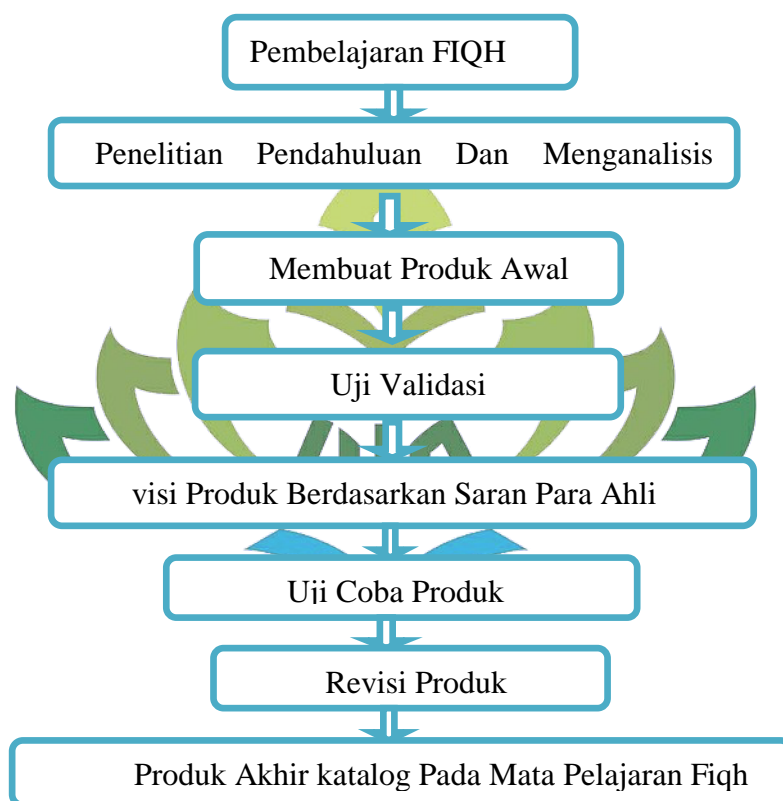 Pembelajaran FIQH
Penelitian Pendahuluan Dan Menganalisis
Membuat Produk Awal
Uji Validasi
visi Produk Berdasarkan Saran Para Ahli
Uji Coba Produk
Revisi Produk
Produk Akhir katalog Pada Mata Pelajaran Fiqh